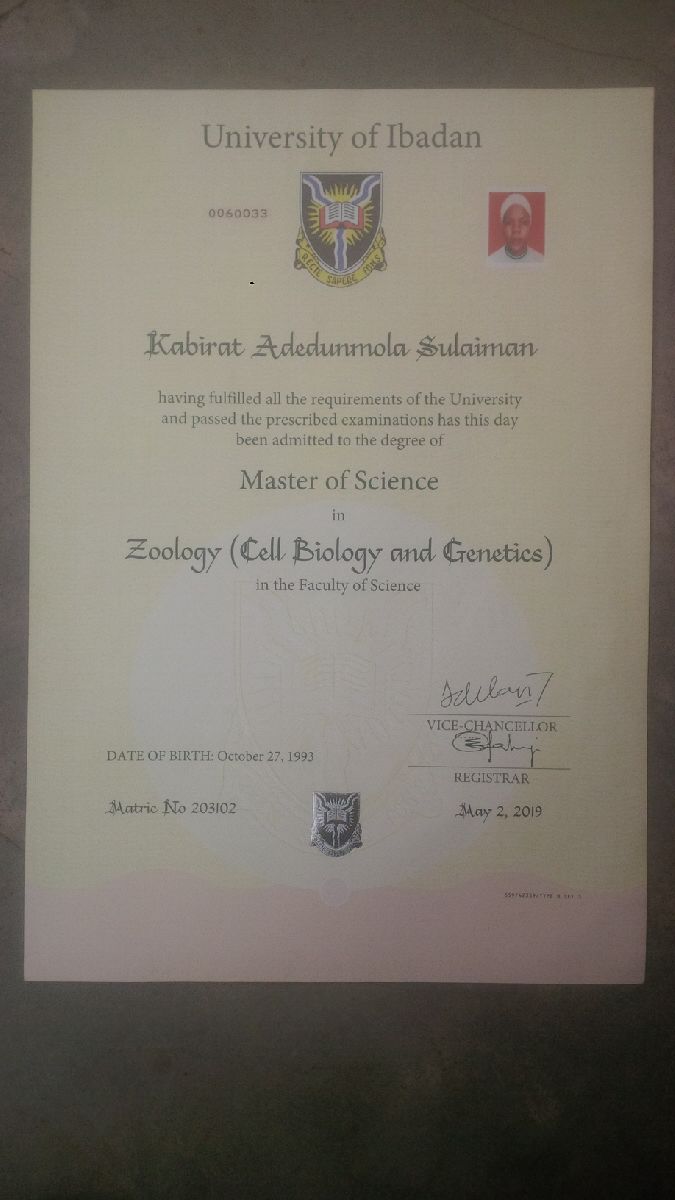 University of Ibadan
0060033
RECTE SAPERE FONS
Kabirat Adedunmola Sulaiman
having fulfilled all the requirements of the University
and passed the prescribed examinations has this day
been admitted to the degree of
Master of Science
in
Zoology (Cell Biology and Genetics)
in the Faculty of Science
VICE-CHANCELLOR
DATE OF BIRTH: October 27, 1993
REGISTRAR
Matric No 203102
May 2, 2019